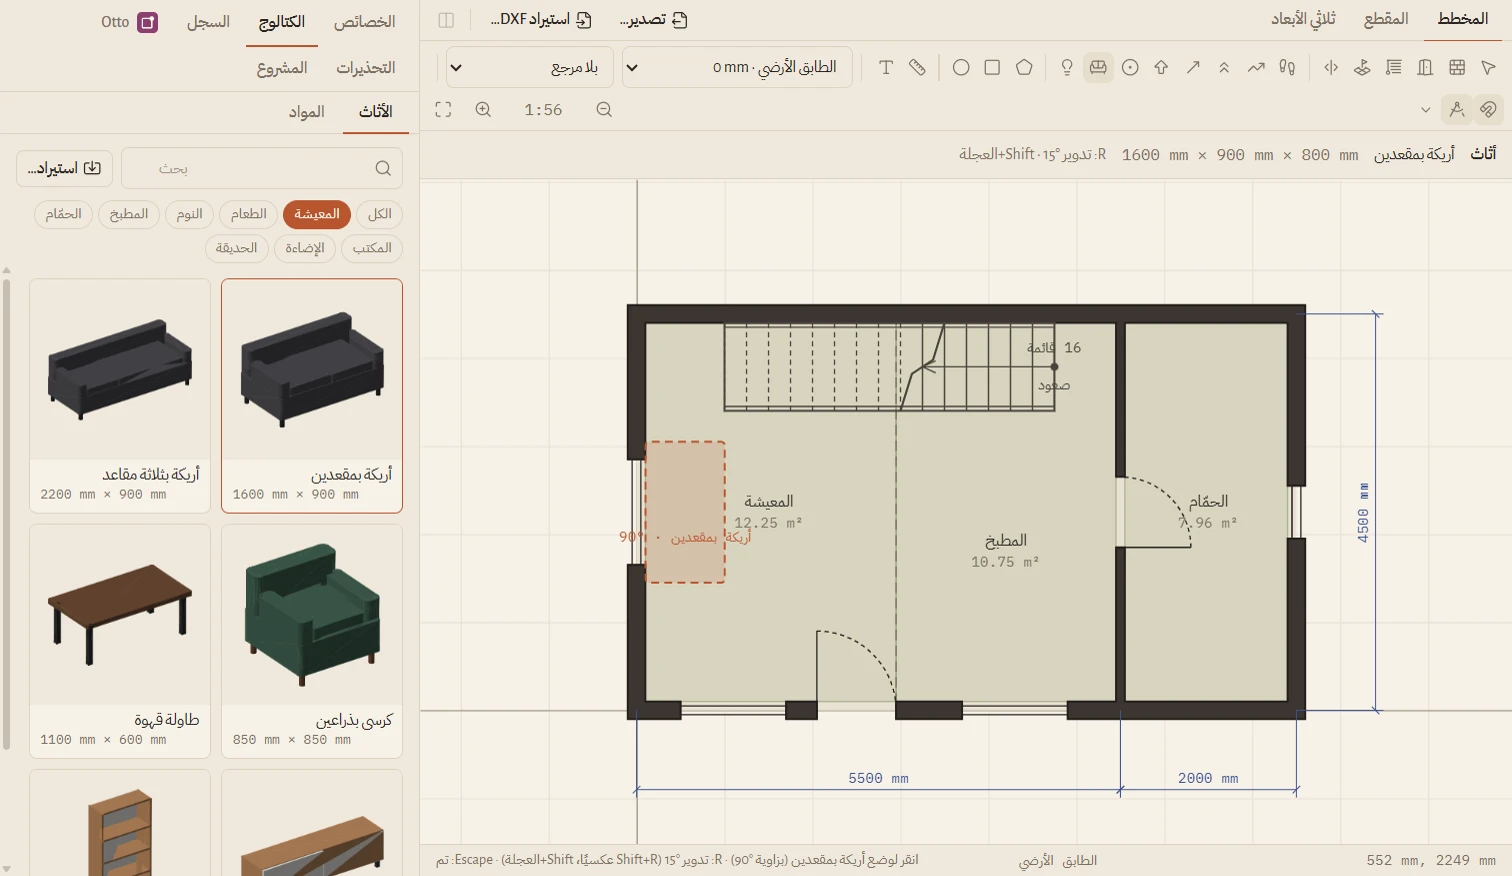 المخطط
المقطع
ثلاثي الأبعاد
تصدير...
استيراد DXF...
الخصائص
الكتالوج
السجل
Otto
التحذيرات
المشروع
الطابق الأرضي · 0 mm
بلا مرجع
1:56
الأثاث
المواد
أثاث
أريكة بمقعدين
1600 mm × 900 mm × 800 mm
R: تدوير 15° · Shift+العجلة
بحث
استيراد...
الكل
المعيشة
الطعام
النوم
المطبخ
الحمّام
المكتب
الإضاءة
الحديقة
أريكة بمقعدين
1600 mm × 900 mm
أريكة بثلاثة مقاعد
2200 mm × 900 mm
كرسي بذراعين
850 mm × 850 mm
طاولة قهوة
1100 mm × 600 mm
16 قائمة
صعود
المعيشة
12.25 m²
أريكة بمقعدين · 90°
المطبخ
10.75 m²
الحمّام
7.96 m²
4500 mm
5500 mm
2000 mm
552 mm, 2249 mm
الطابق الأرضي
انقر لوضع أريكة بمقعدين (بزاوية 90°) · R: تدوير 15° (Shift+R عكسيًا، Shift+العجلة) · Escape: تم